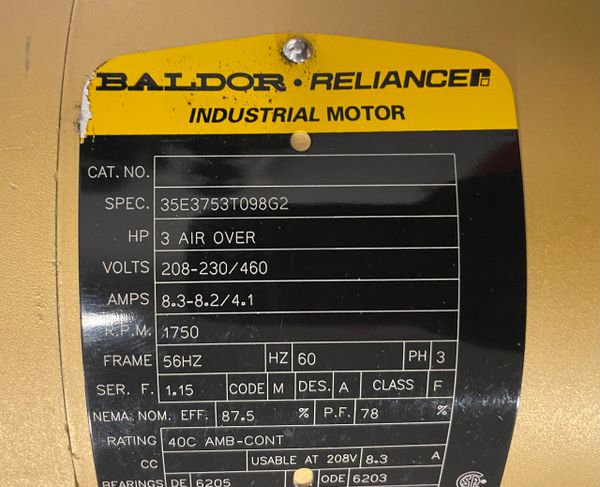 BALDOR · RELIANCE
INDUSTRIAL MOTOR
CAT. NO.
SPEC. 35E3753T098G2
HP 3 AIR OVER
VOLTS 208-230/460
AMPS 8.3-8.2/4.1
R.P.M. 1750
FRAME 56HZ HZ 60 PH 3
SER. F. 1.15 CODE M DES. A CLASS F
NEMA NOM. EFF. 87.5 % P.F. 78 %
RATING 40C AMB-CONT
CC USABLE AT 208V 8.3 A
BEARINGS DE 6205 ODE 6203